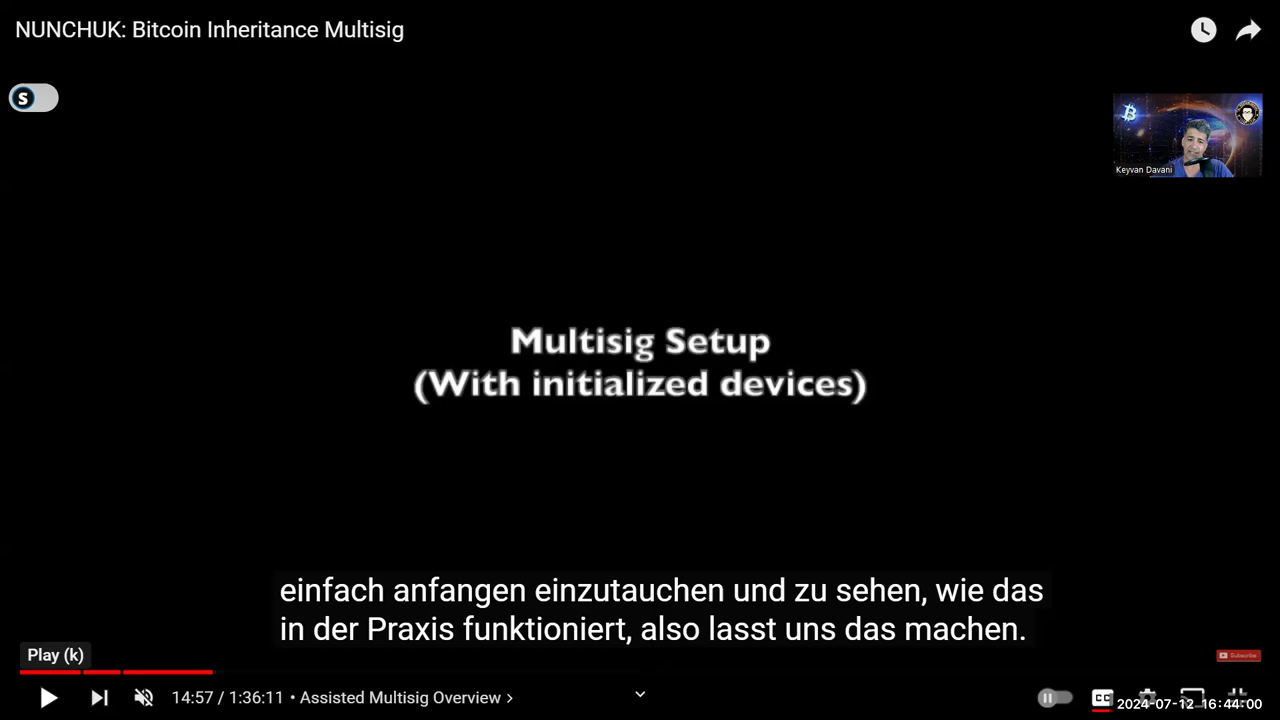 NUNCHUK: Bitcoin Inheritance Multisig
S
Keyvan Davani
Multisig Setup
(With initialized devices)
einfach anfangen einzutauchen und zu sehen, wie das
in der Praxis funktioniert, also lasst uns das machen.
Play (k)
Subscribe
14:57 / 1:36:11 • Assisted Multisig Overview ›
CC
2024-07-12 16:44:00